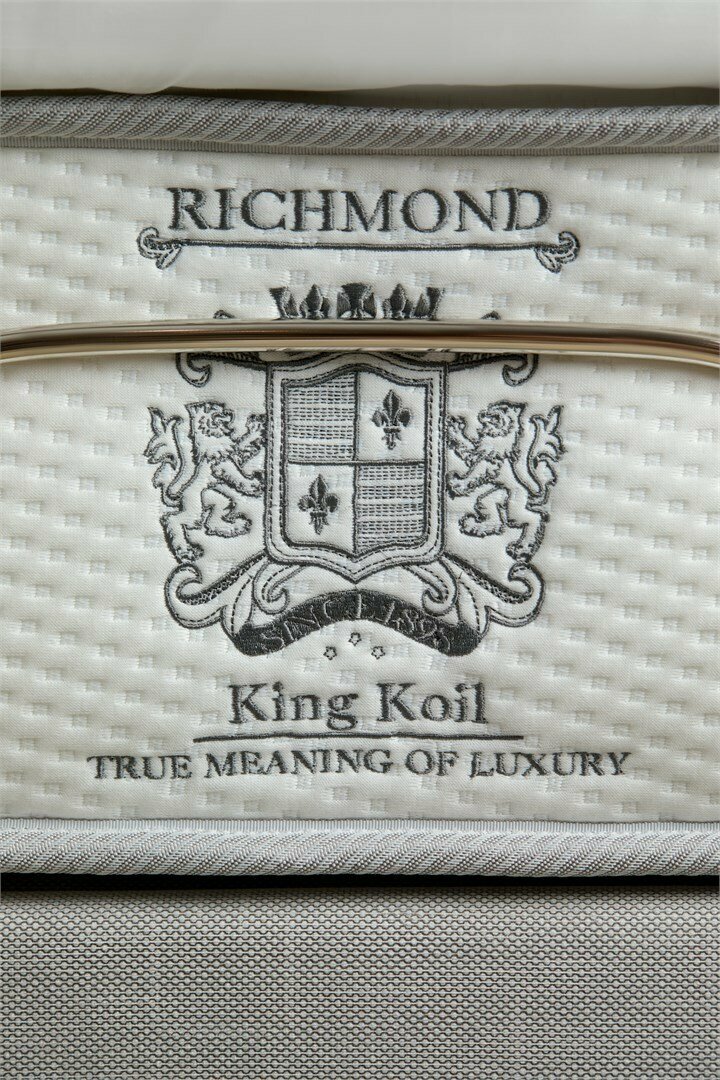 RICHMOND
SINCE 1898
King Koil
TRUE MEANING OF LUXURY